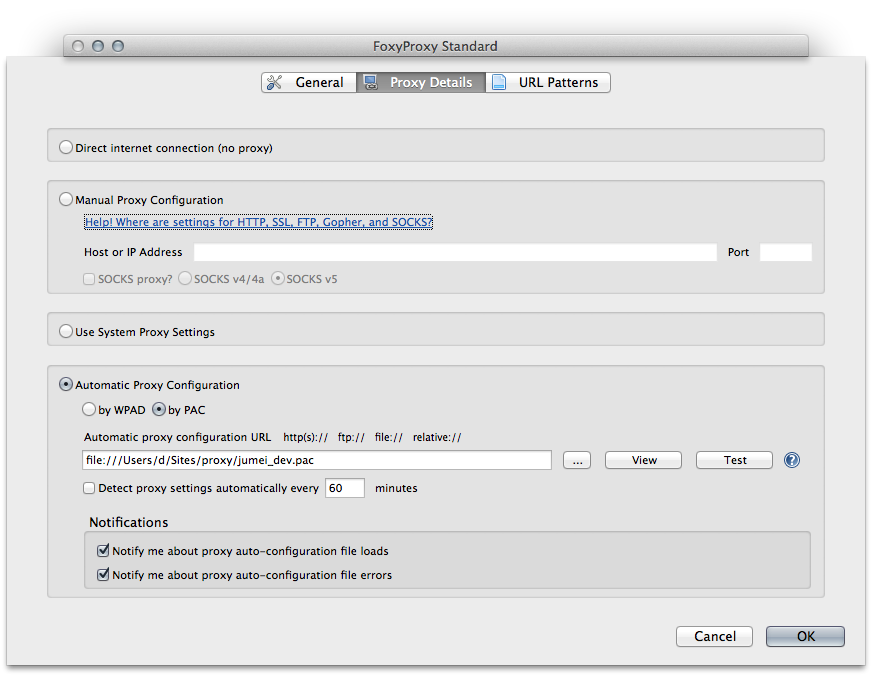 FoxyProxy Standard
General Proxy Details URL Patterns
Direct internet connection (no proxy)
Manual Proxy Configuration
Help! Where are settings for HTTP, SSL, FTP, Gopher, and SOCKS?
Host or IP Address Port
SOCKS proxy? SOCKS v4/4a SOCKS v5
Use System Proxy Settings
Automatic Proxy Configuration
by WPAD by PAC
Automatic proxy configuration URL http(s):// ftp:// file:// relative://
file:///Users/d/Sites/proxy/jumei_dev.pac ... View Test ?
Detect proxy settings automatically every 60 minutes
Notifications
Notify me about proxy auto-configuration file loads
Notify me about proxy auto-configuration file errors
Cancel OK